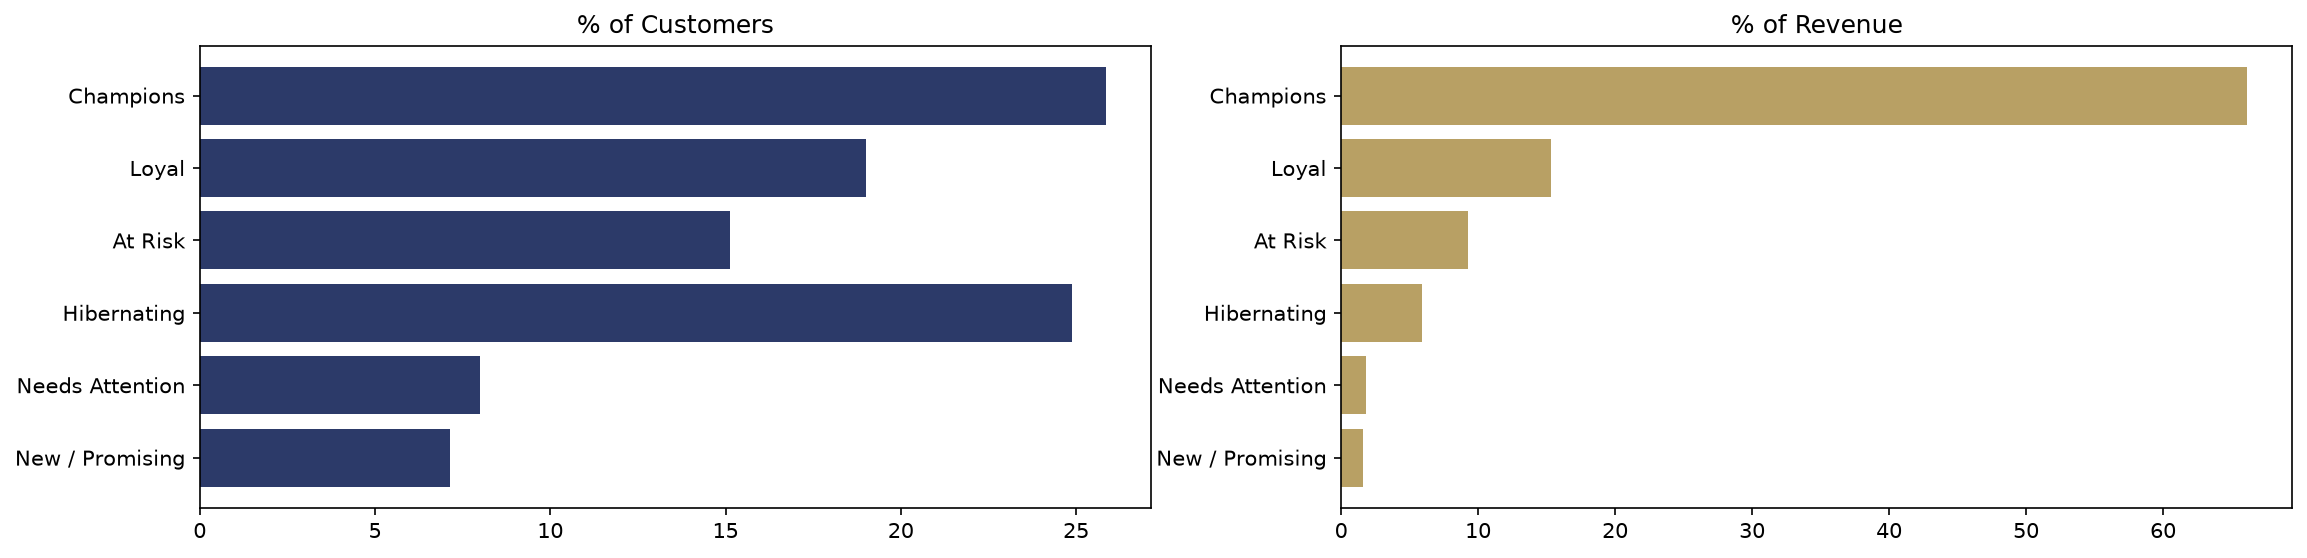 % of Customers
Champions
Loyal
At Risk
Hibernating
Needs Attention
New / Promising
0 5 10 15 20 25
% of Revenue
Champions
Loyal
At Risk
Hibernating
Needs Attention
New / Promising
0 10 20 30 40 50 60